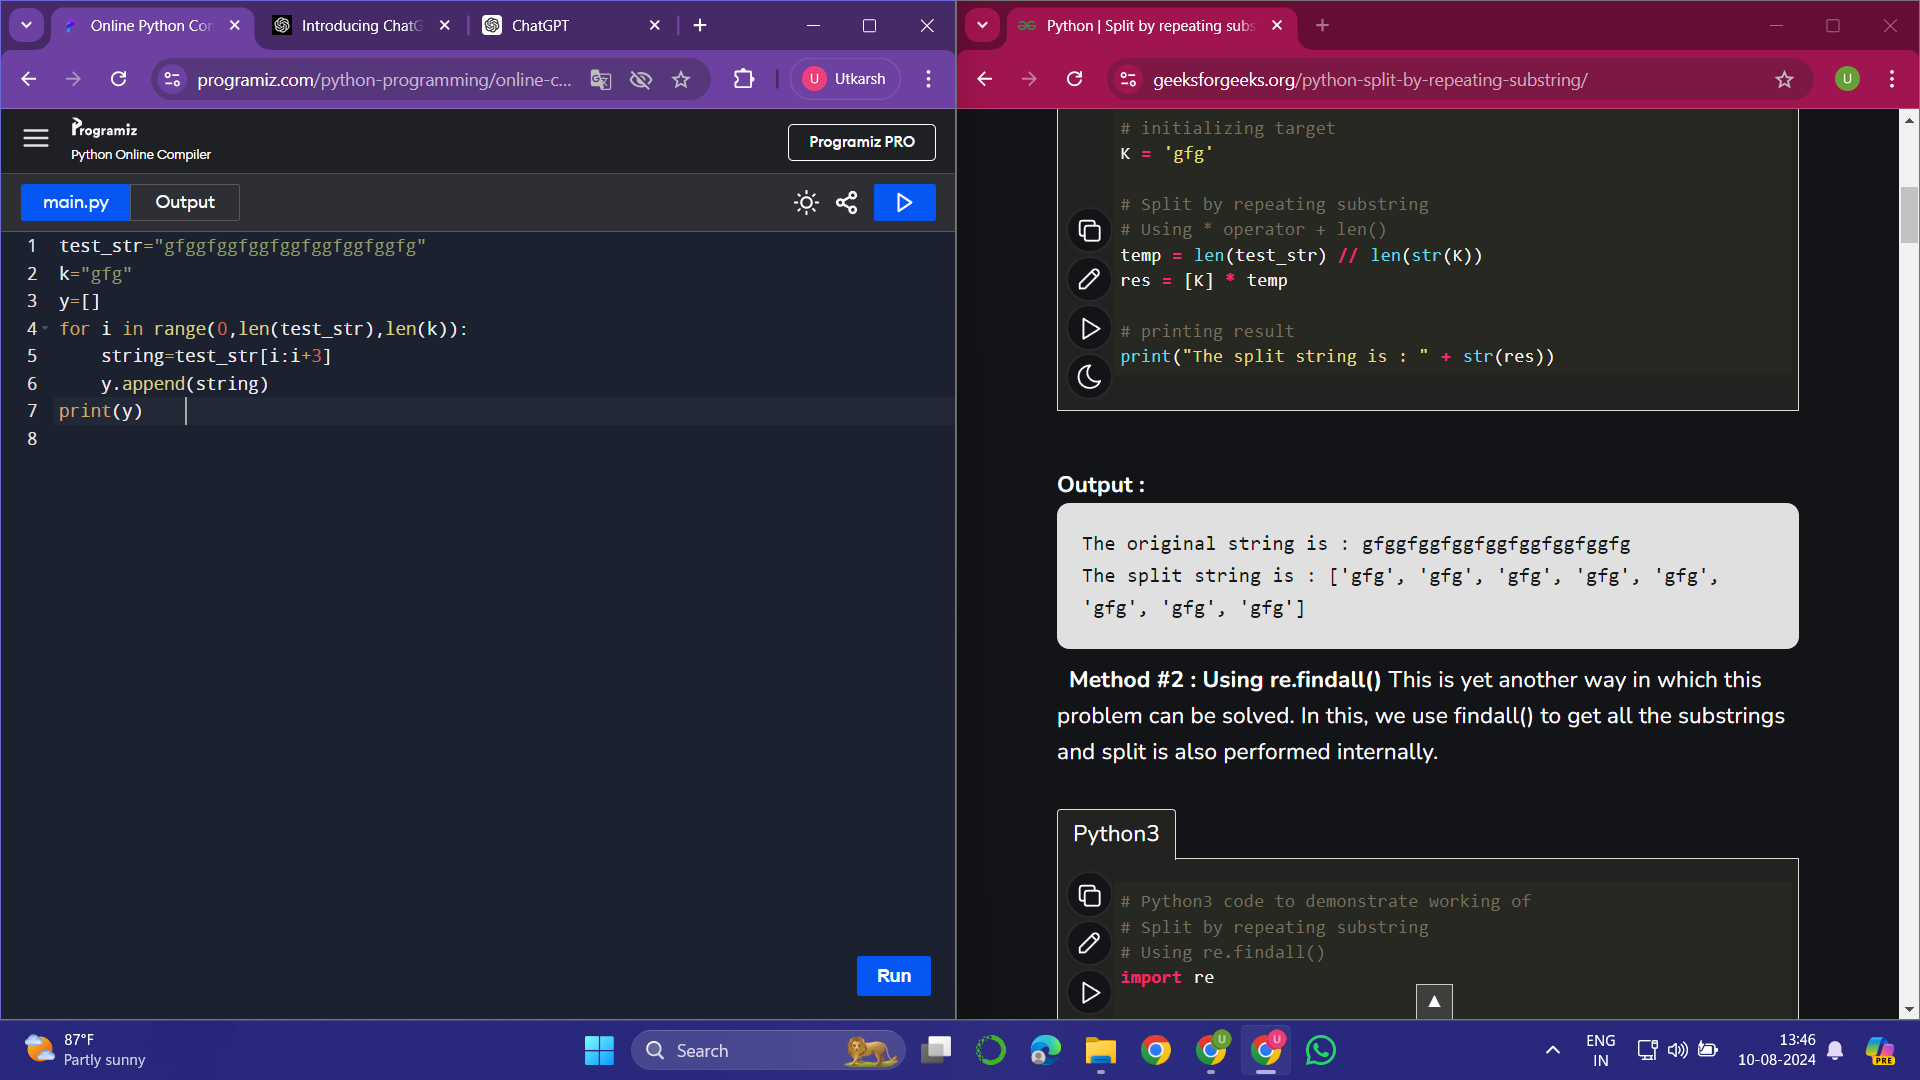 Online Python Con
Introducing ChatG
ChatGPT
programiz.com/python-programming/online-c...
U Utkarsh
Programiz
Python Online Compiler
Programiz PRO
main.py
Output
1 test_str="gfggfggfggfggfggfggfggfg"
2 k="gfg"
3 y=[]
4 for i in range(0,len(test_str),len(k)):
5 string=test_str[i:i+3]
6 y.append(string)
7 print(y)
8
Run
Python | Split by repeating subs
geeksforgeeks.org/python-split-by-repeating-substring/
U
# initializing target
K = 'gfg'
# Split by repeating substring
# Using * operator + len()
temp = len(test_str) // len(str(K))
res = [K] * temp
# printing result
print("The split string is : " + str(res))
Output :
The original string is : gfggfggfggfggfggfggfggfg
The split string is : ['gfg', 'gfg', 'gfg', 'gfg', 'gfg',
'gfg', 'gfg', 'gfg']
Method #2 : Using re.findall() This is yet another way in which this
problem can be solved. In this, we use findall() to get all the substrings
and split is also performed internally.
Python3
# Python3 code to demonstrate working of
# Split by repeating substring
# Using re.findall()
import re
87°F
Partly sunny
Search
U
U
ENG
IN
13:46
10-08-2024
PRE